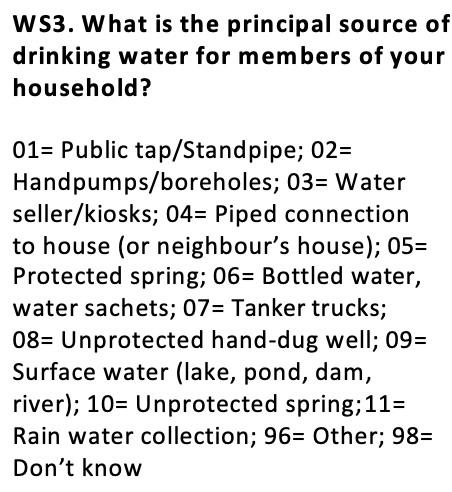 WS3. What is the principal source of
drinking water for members of your
household?
01= Public tap/Standpipe; 02=
Handpumps/boreholes; 03= Water
seller/kiosks; 04= Piped connection
to house (or neighbour’s house); 05=
Protected spring; 06= Bottled water,
water sachets; 07= Tanker trucks;
08= Unprotected hand-dug well; 09=
Surface water (lake, pond, dam,
river); 10= Unprotected spring;11=
Rain water collection; 96= Other; 98=
Don’t know